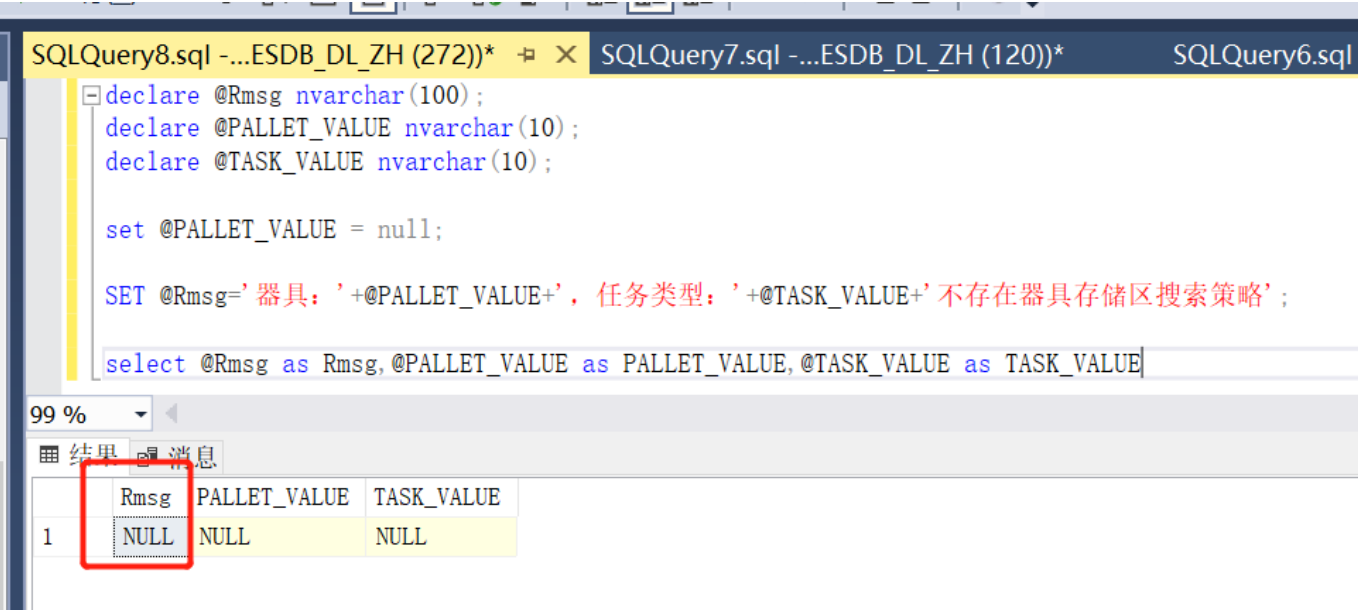 SQLQuery8.sql -...ESDB_DL_ZH (272))* SQLQuery7.sql -...ESDB_DL_ZH (120))* SQLQuery6.sql
declare @Rmsg nvarchar(100);
declare @PALLET_VALUE nvarchar(10);
declare @TASK_VALUE nvarchar(10);
set @PALLET_VALUE = null;
SET @Rmsg='器具：'+@PALLET_VALUE+'，任务类型：'+@TASK_VALUE+'不存在器具存储区搜索策略';
select @Rmsg as Rmsg,@PALLET_VALUE as PALLET_VALUE,@TASK_VALUE as TASK_VALUE
99 %
结果 消息
Rmsg PALLET_VALUE TASK_VALUE
1 NULL NULL NULL